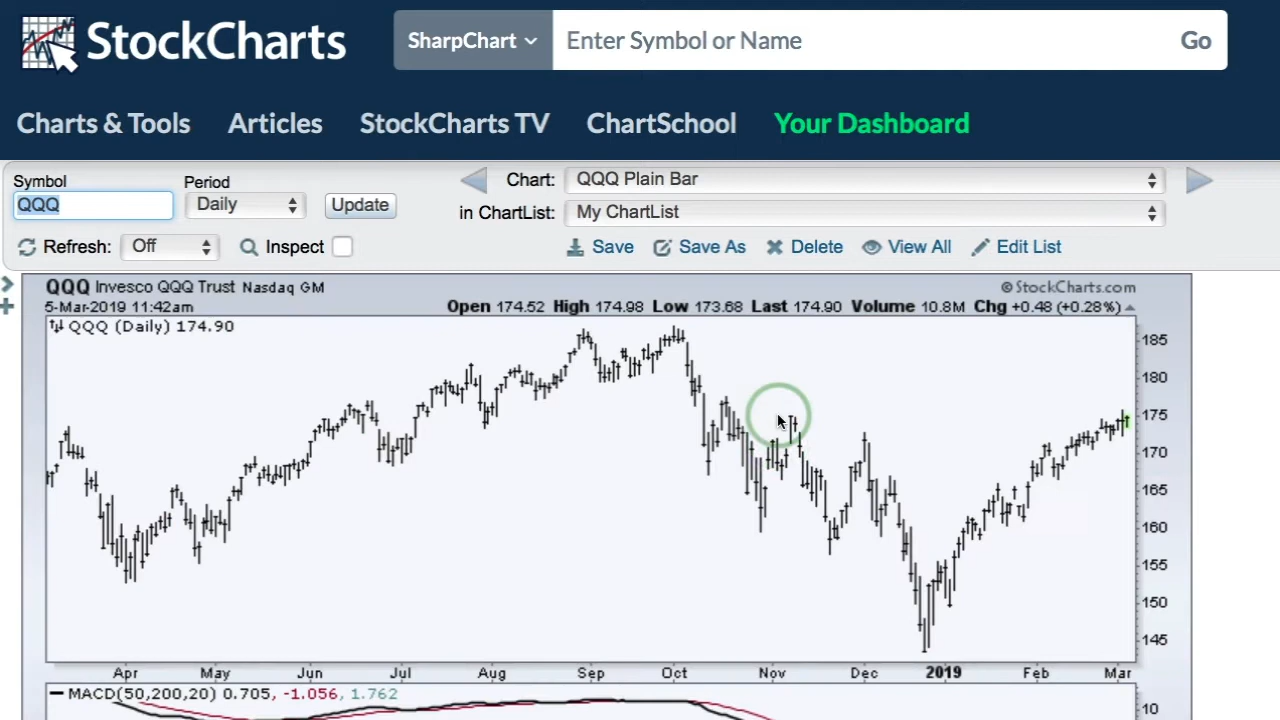 StockCharts
SharpChart
Enter Symbol or Name
Go
Charts & Tools
Articles
StockCharts TV
ChartSchool
Your Dashboard
Symbol
Period
Chart: QQQ Plain Bar
QQQ
Daily
Update
in ChartList: My ChartList
Refresh: Off
Inspect
Save
Save As
Delete
View All
Edit List
QQQ Invesco QQQ Trust Nasdaq GM
©StockCharts.com
5-Mar-2019 11:42am
Open 174.52 High 174.98 Low 173.68 Last 174.90 Volume 10.8M Chg +0.48 (+0.28%)
QQQ (Daily) 174.90
185
180
175
170
165
160
155
150
145
Apr May Jun Jul Aug Sep Oct Nov Dec 2019 Feb Mar
MACD(50,200,20) 0.705, -1.056, 1.762
10